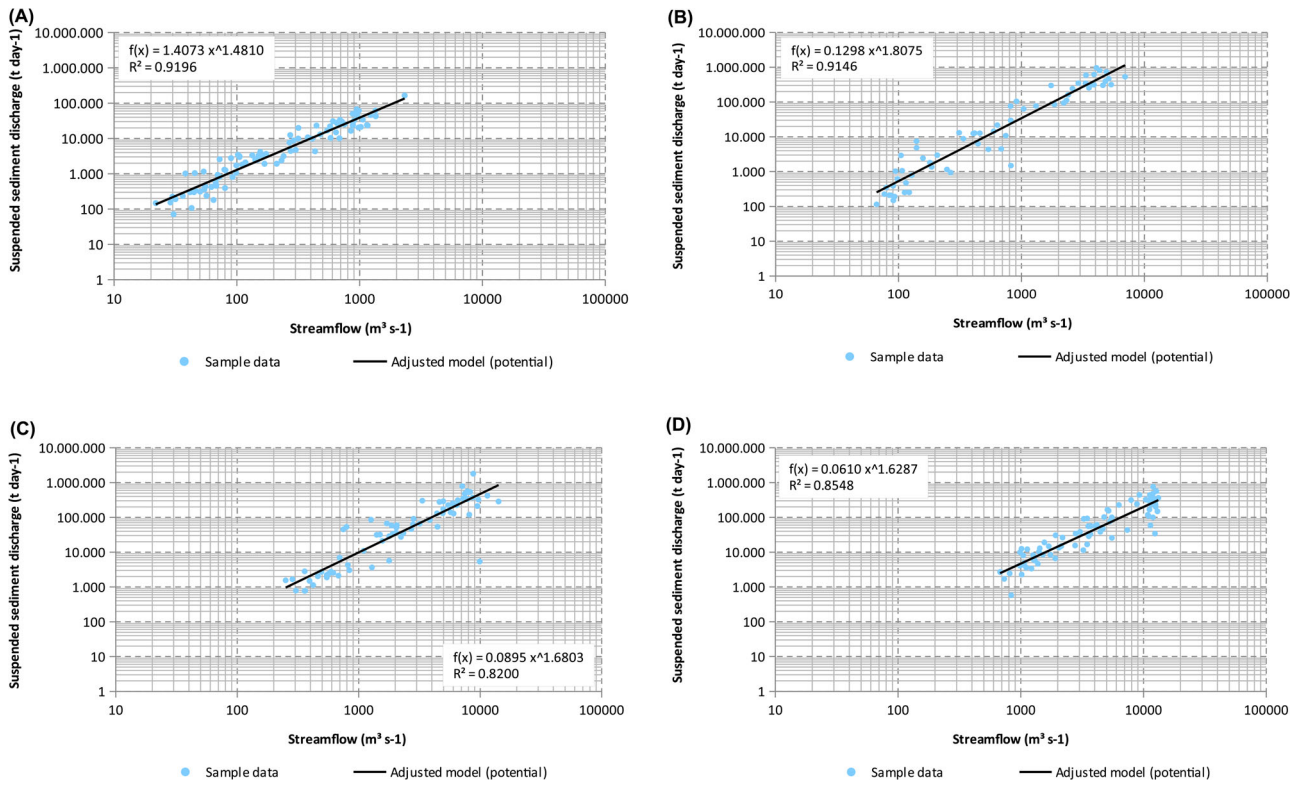 (A)
f(x) = 1.4073 x^1.4810
R² = 0.9196
Suspended sediment discharge (t day-1)
10.000.000
1.000.000
100.000
10.000
1.000
100
10
1
10 100 1000 10000 100000
Streamflow (m³ s-1)
Sample data Adjusted model (potential)
(B)
f(x) = 0.1298 x^1.8075
R² = 0.9146
Suspended sediment discharge (t day-1)
10.000.000
1.000.000
100.000
10.000
1.000
100
10
1
10 100 1000 10000 100000
Streamflow (m³ s-1)
Sample data Adjusted model (potential)
(C)
Suspended sediment discharge (t day-1)
10.000.000
1.000.000
100.000
10.000
1.000
100
10
1
f(x) = 0.0895 x^1.6803
R² = 0.8200
10 100 1000 10000 100000
Streamflow (m³ s-1)
Sample data Adjusted model (potential)
(D)
f(x) = 0.0610 x^1.6287
R² = 0.8548
Suspended sediment discharge (t day-1)
10.000.000
1.000.000
100.000
10.000
1.000
100
10
1
10 100 1000 10000 100000
Streamflow (m³ s-1)
Sample data Adjusted model (potential)